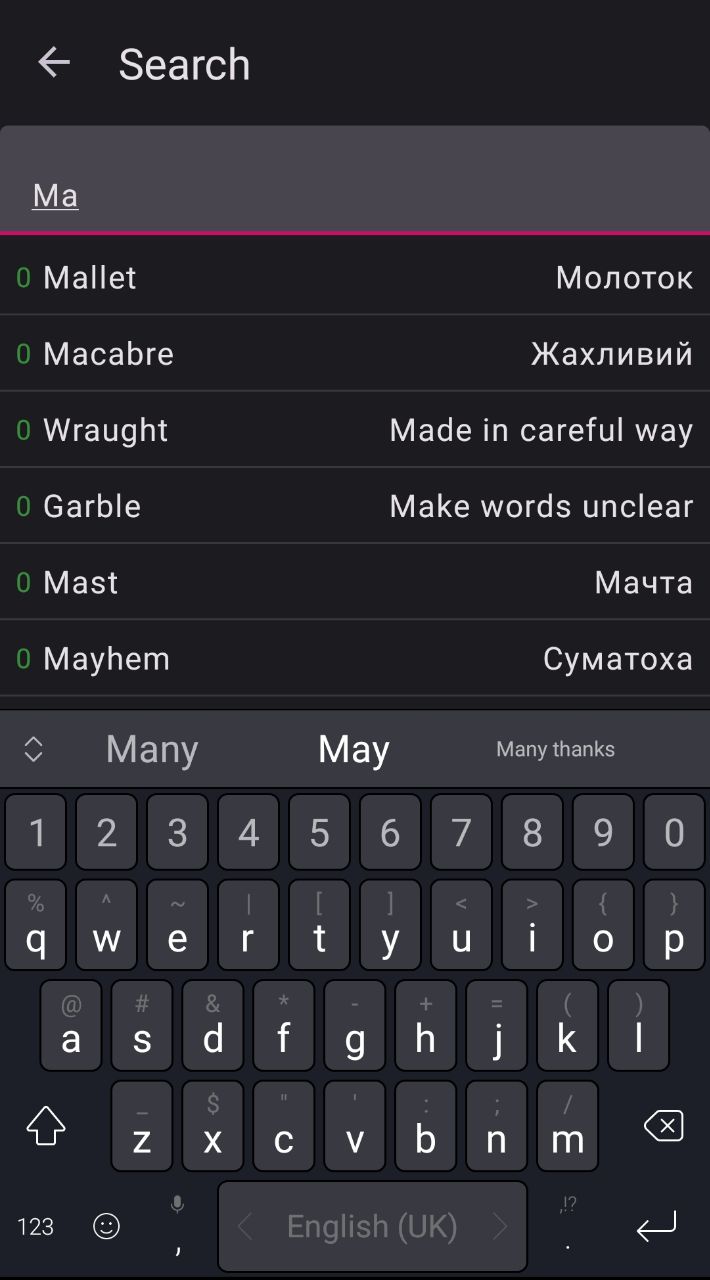 Search
Ma
0 Mallet Молоток
0 Macabre Жахливий
0 Wraught Made in careful way
0 Garble Make words unclear
0 Mast Мачта
0 Mayhem Суматоха
Many May Many thanks
1 2 3 4 5 6 7 8 9 0
% ^ ~ | [ ] < > { }
q w e r t y u i o p
@ # & * - + = ( )
a s d f g h j k l
_ $ " ' : ; /
z x c v b n m
,!?
123 , English (UK) .